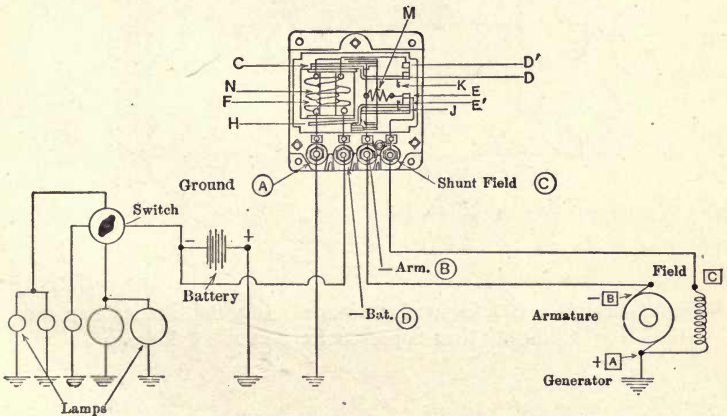 M
C
N
F
H
D'
D
K
E
E'
J
Ground A
Shunt Field C
Switch
- +
Battery
- Arm. B
- Bat. D
Lamps
Field
C
- B
Armature
+ A
Generator